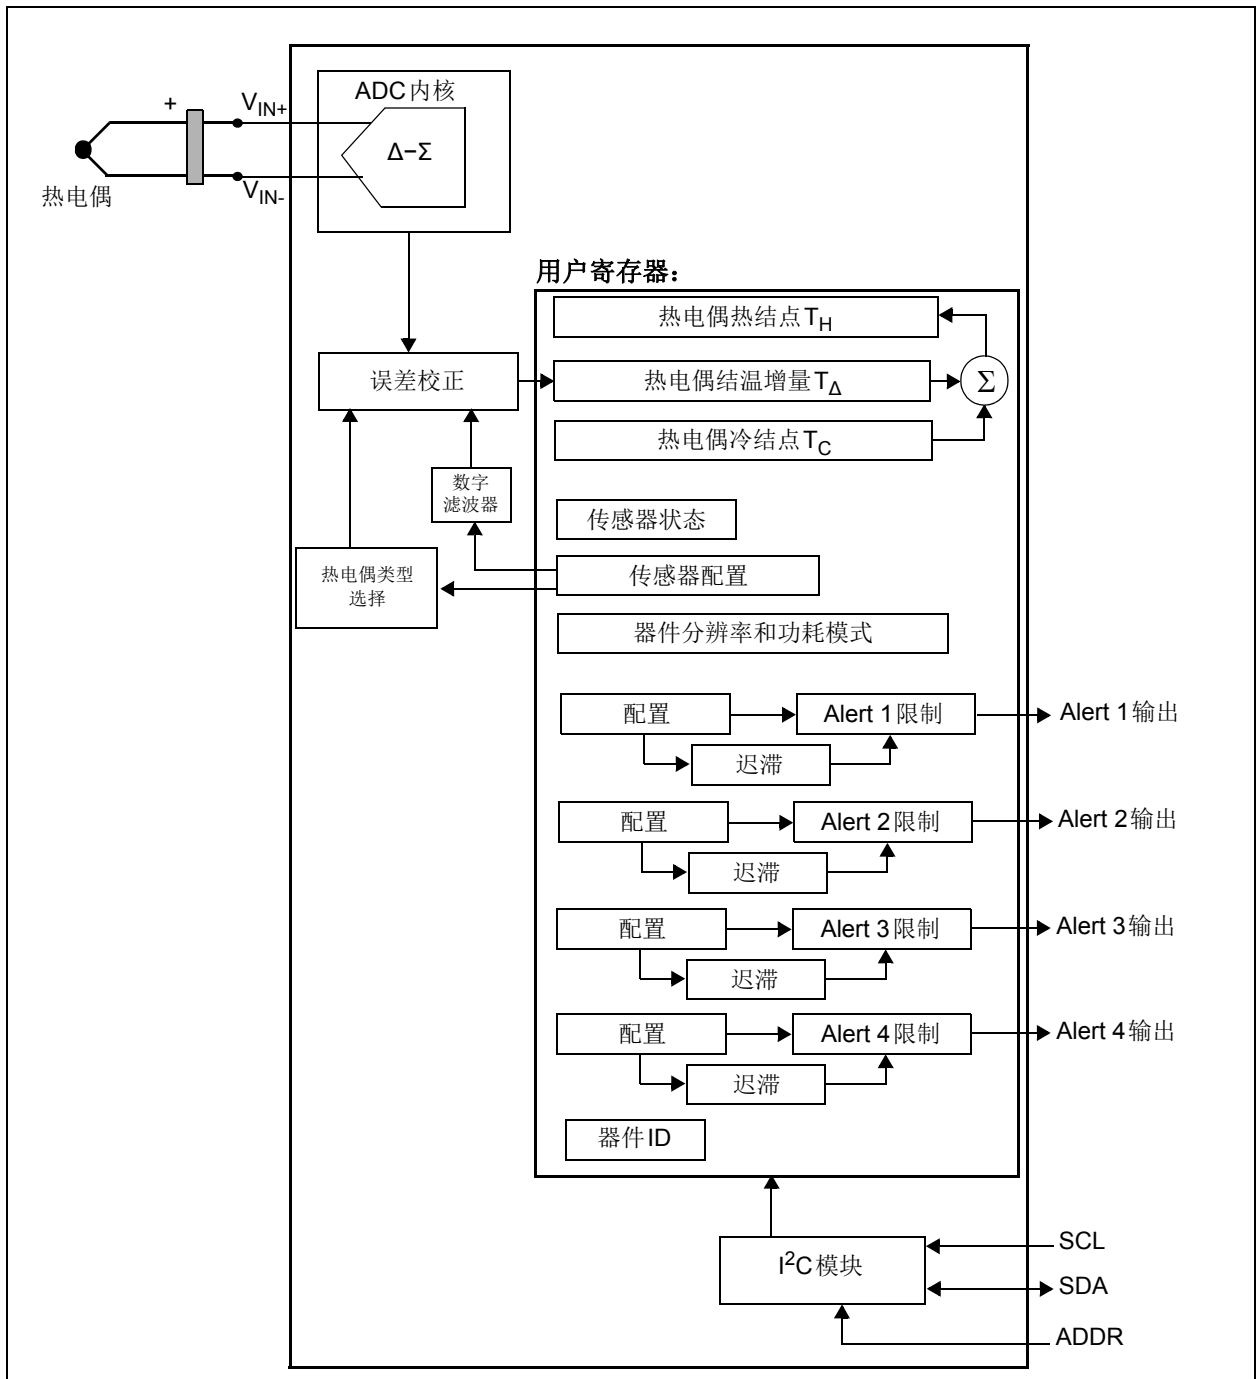 ADC内核
+
VIN+
Δ−Σ
VIN-
热电偶
用户寄存器：
热电偶热结点TH
误差校正
热电偶结温增量TΔ
Σ
热电偶冷结点TC
数字
滤波器
传感器状态
热电偶类型
选择
传感器配置
器件分辨率和功耗模式
配置
Alert 1限制
Alert 1输出
迟滞
配置
Alert 2限制
Alert 2输出
迟滞
配置
Alert 3限制
Alert 3输出
迟滞
配置
Alert 4限制
Alert 4输出
迟滞
器件ID
I²C模块
SCL
SDA
ADDR